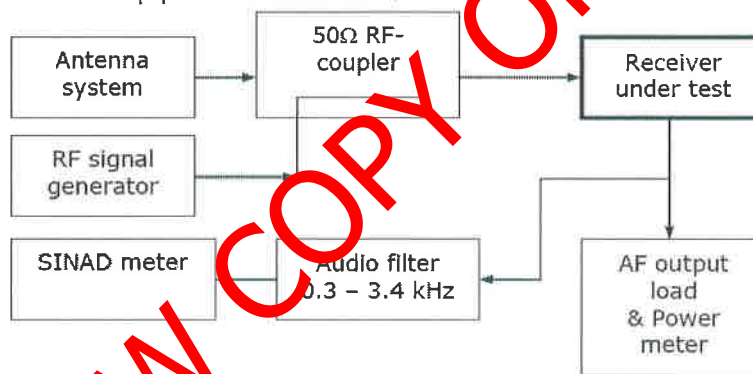 50Ω RF-
coupler
Antenna
system
Receiver
under test
RF signal
generator
SINAD meter
Audio filter
0.3 – 3.4 kHz
AF output
load
& Power
meter
W COPY O